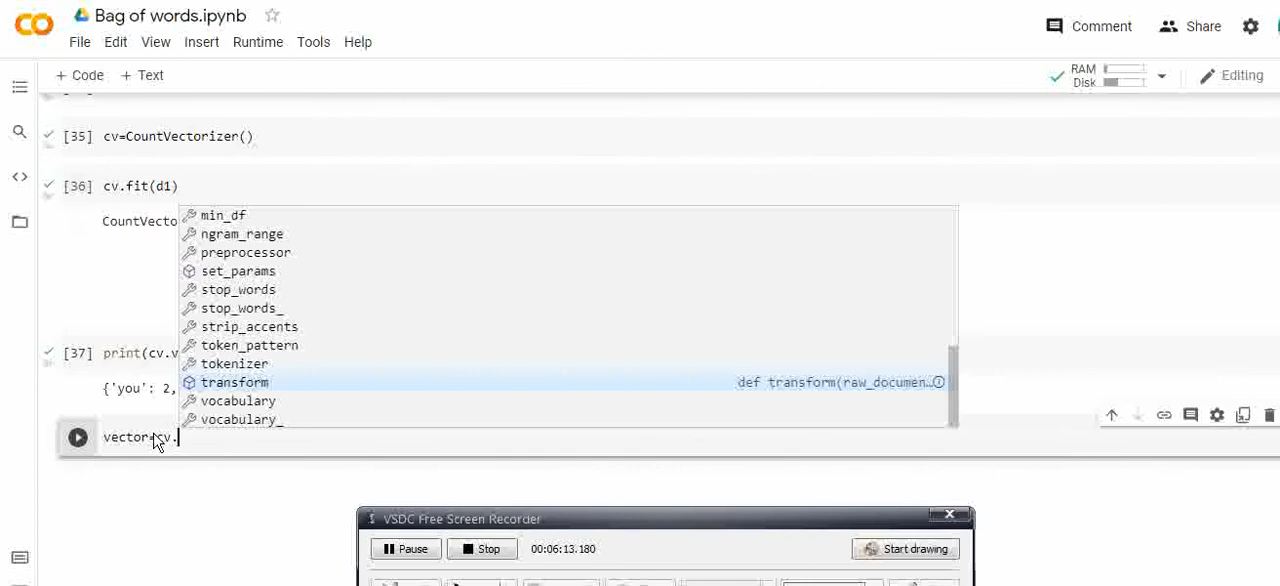 Bag of words.ipynb
Comment
Share
File Edit View Insert Runtime Tools Help
+ Code + Text
RAM
Disk
Editing
[35] cv=CountVectorizer()
[36] cv.fit(d1)
CountVecto
min_df
ngram_range
preprocessor
set_params
stop_words
stop_words_
strip_accents
token_pattern
tokenizer
transform def transform(raw_documen…
vocabulary
vocabulary_
[37] print(cv.v
{'you': 2,
vector=cv.
VSDC Free Screen Recorder
Pause Stop 00:06:13.180 Start drawing